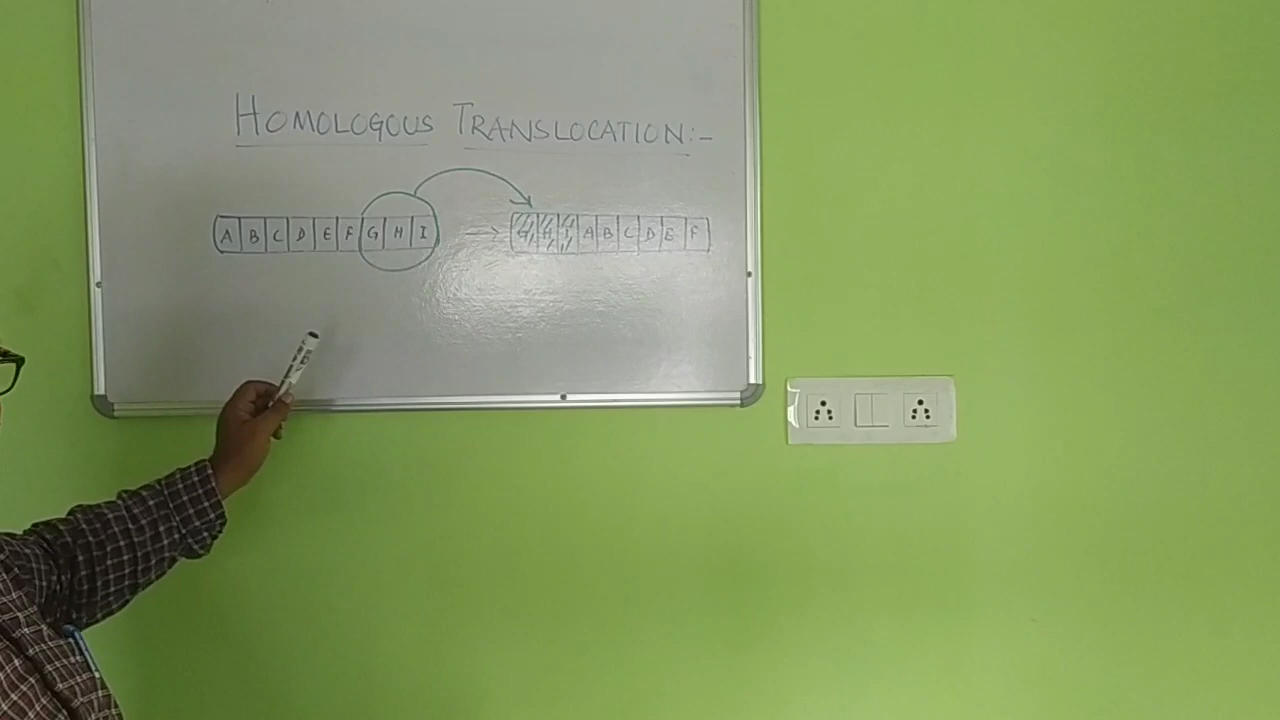 HOMOLOGOUS TRANSLOCATION:-
A B C D E F G H I → G H I A B C D E F